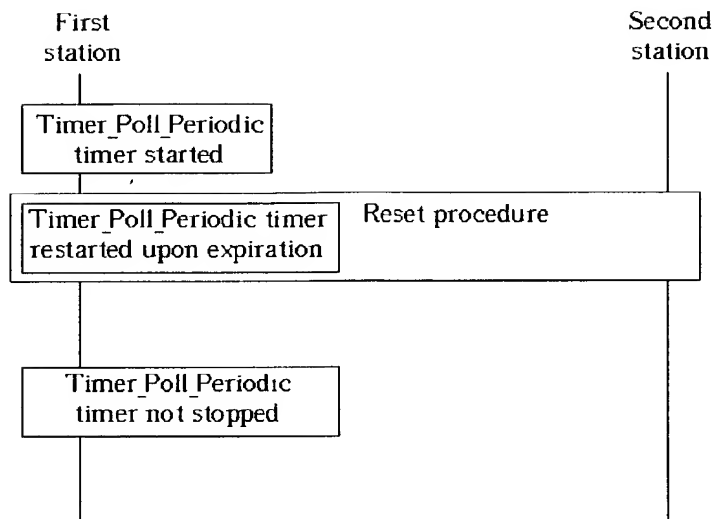 First
station
Second
station
Timer_Poll_Periodic
timer started
Timer_Poll_Periodic timer
restarted upon expiration
Reset procedure
Timer_Poll_Periodic
timer not stopped